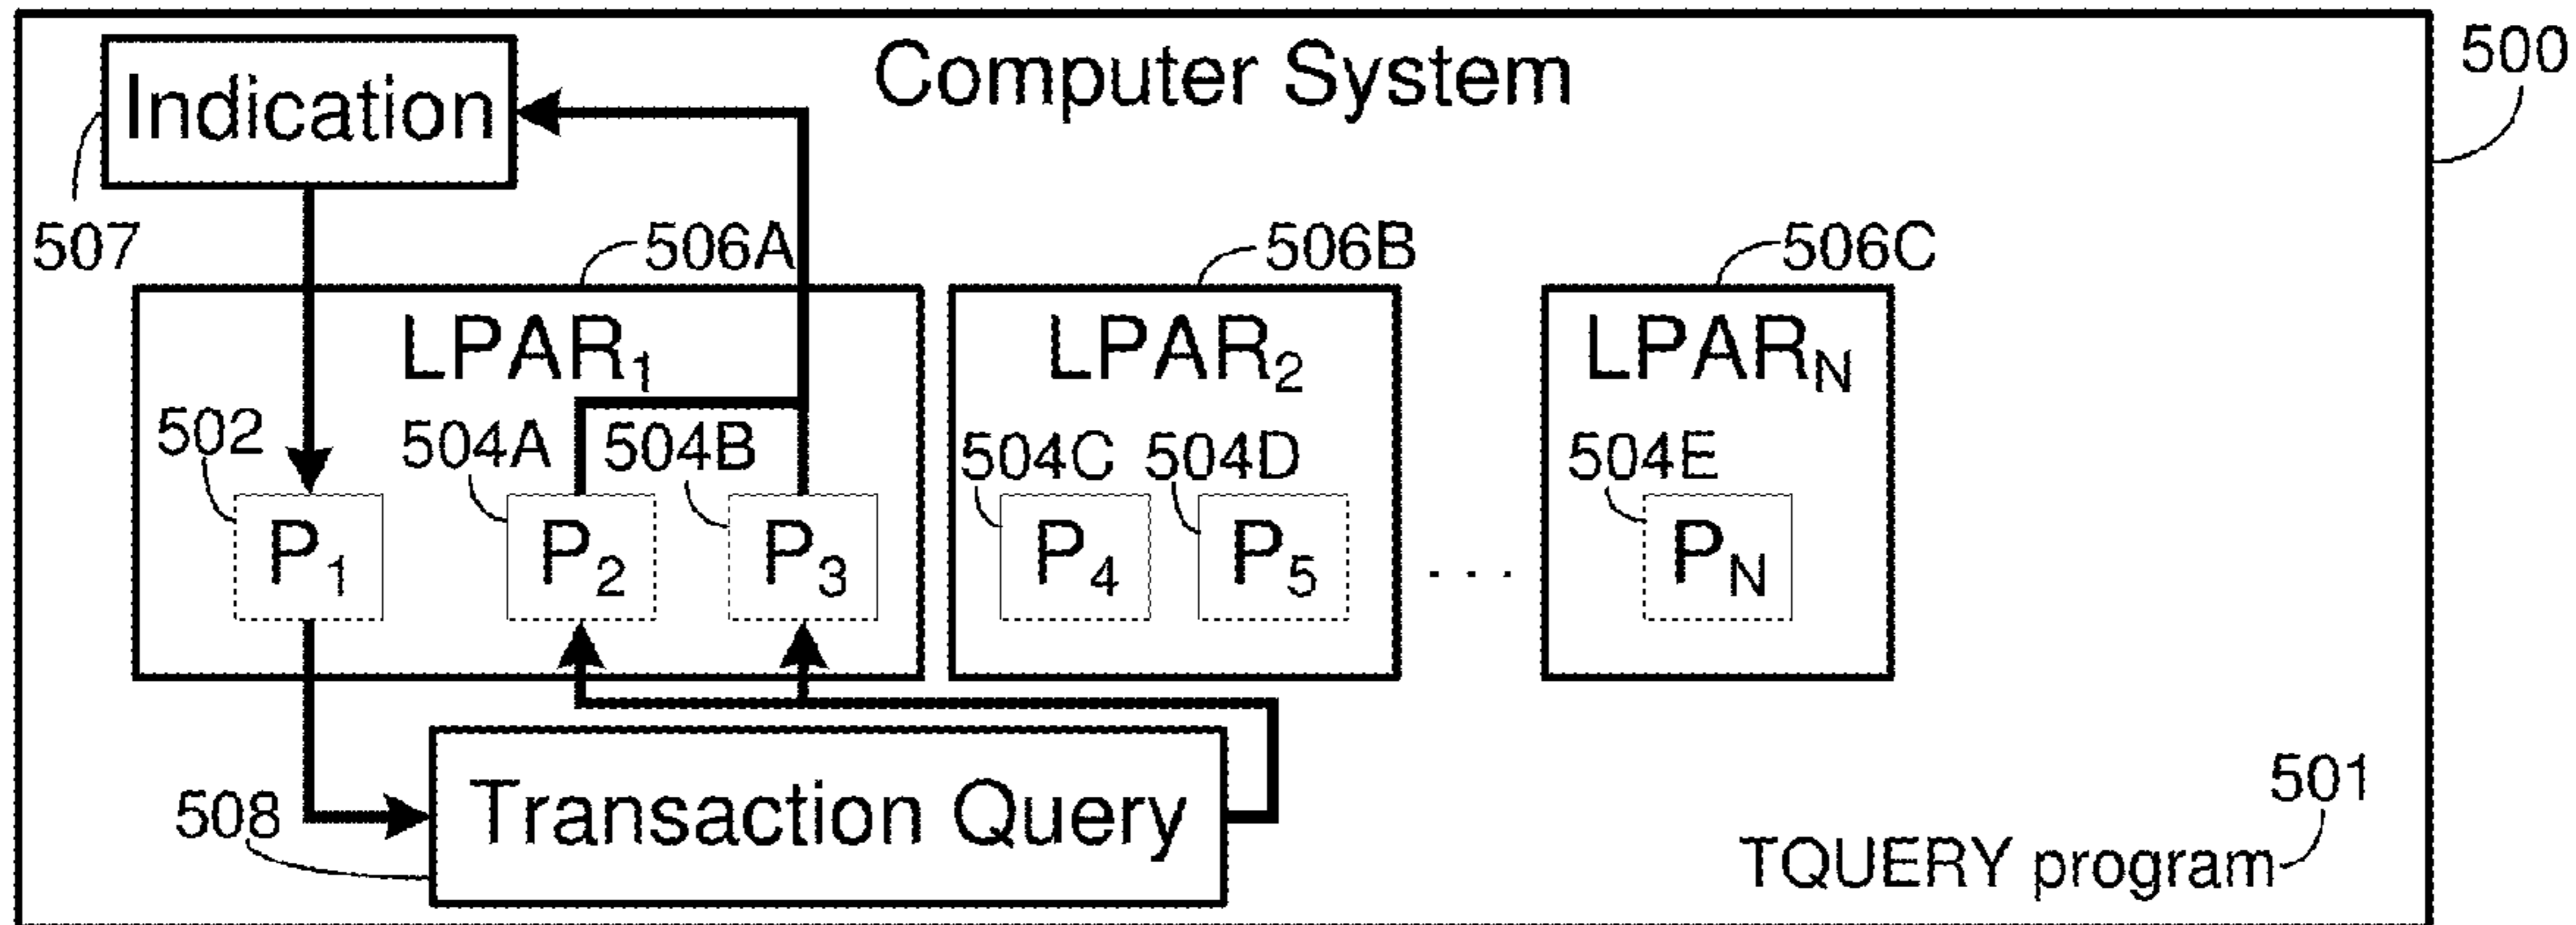 Computer System
500
Indication
507
506A
506B
506C
LPAR₁
LPAR₂
LPARN
502
504A
504B
504C
504D
504E
P₁
P₂
P₃
P₄
P₅
. . .
PN
508
Transaction Query
501
TQUERY program